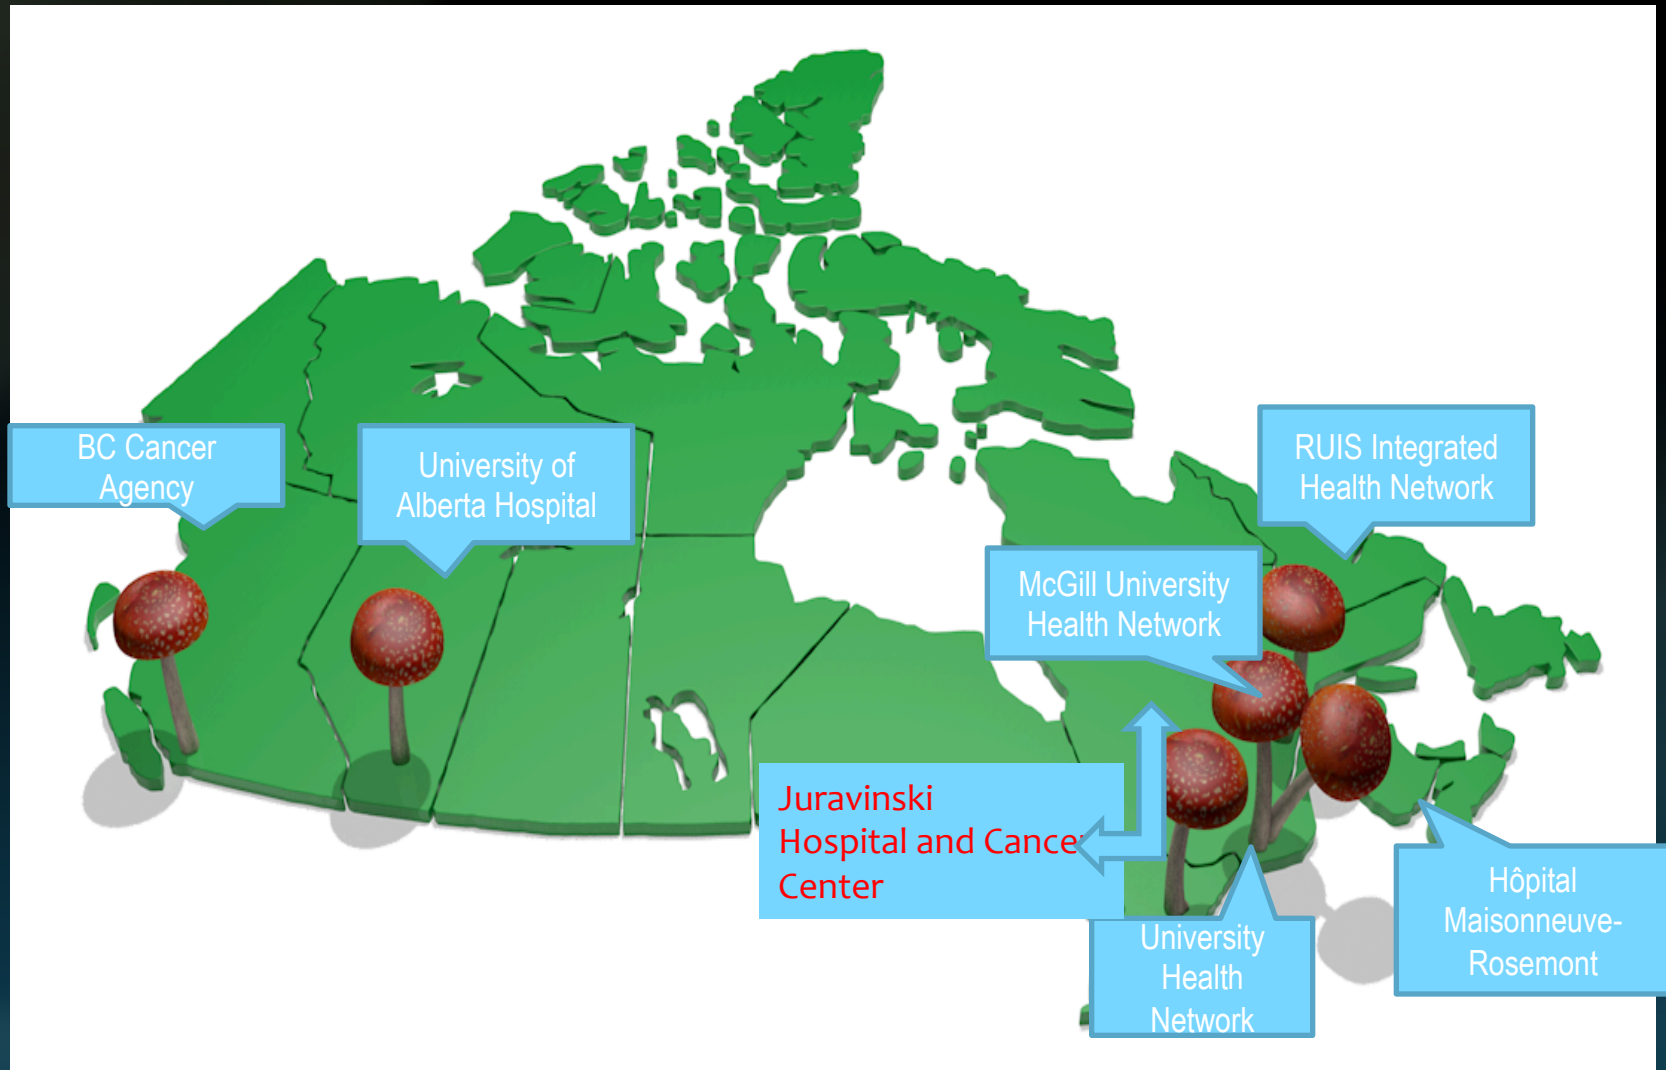 BC Cancer
Agency
University of
Alberta Hospital
RUIS Integrated
Health Network
McGill University
Health Network
Juravinski
Hospital and Cancer
Center
Hôpital
Maisonneuve-
Rosemont
University
Health
Network